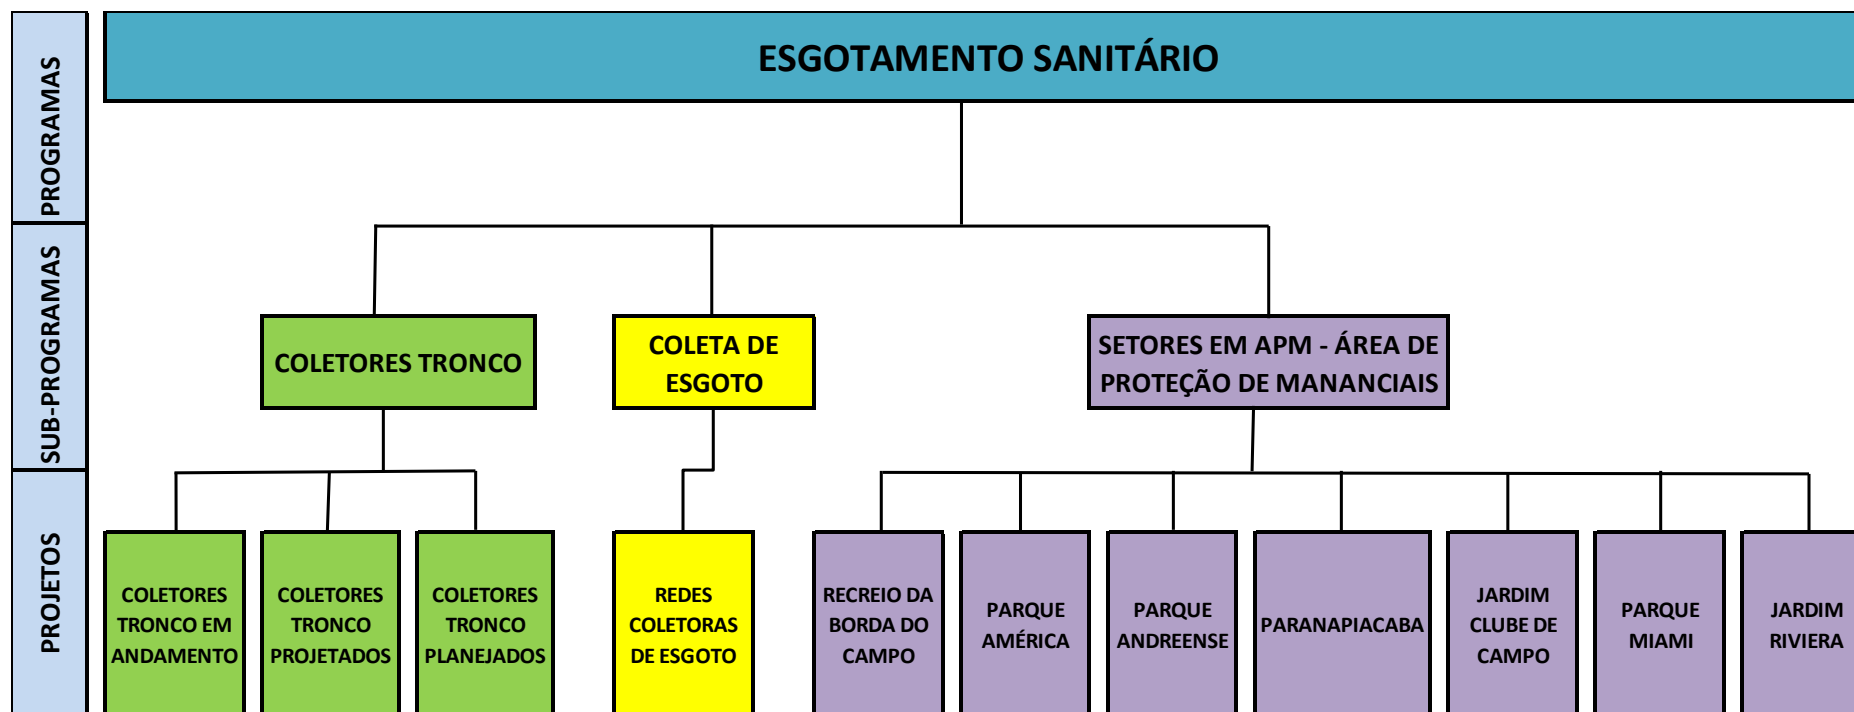 PROGRAMAS
ESGOTAMENTO SANITÁRIO
SUB-PROGRAMAS
COLETORES TRONCO
COLETA DE
ESGOTO
SETORES EM APM - ÁREA DE
PROTEÇÃO DE MANANCIAIS
PROJETOS
COLETORES
TRONCO EM
ANDAMENTO
COLETORES
TRONCO
PROJETADOS
COLETORES
TRONCO
PLANEJADOS
REDES
COLETORAS
DE ESGOTO
RECREIO DA
BORDA DO
CAMPO
PARQUE
AMÉRICA
PARQUE
ANDREENSE
PARANAPIACABA
JARDIM
CLUBE DE
CAMPO
PARQUE
MIAMI
JARDIM
RIVIERA